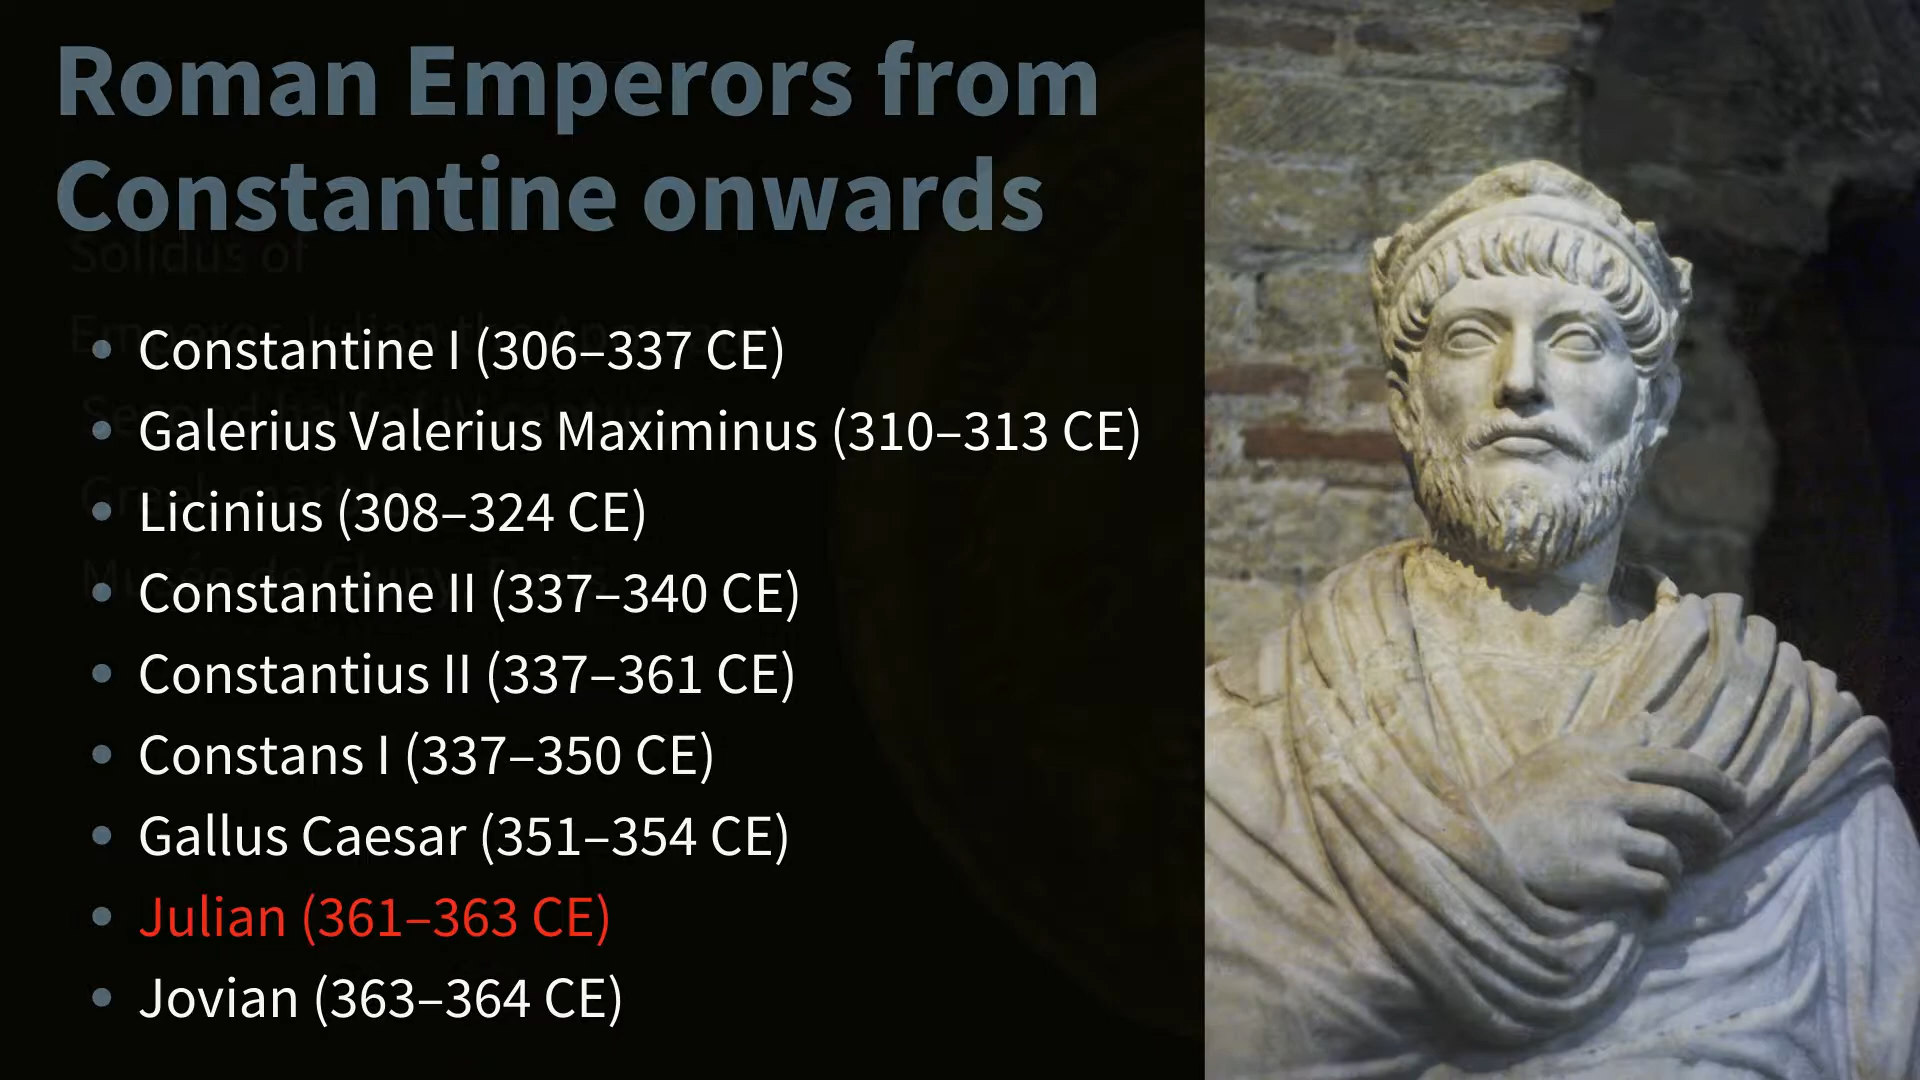 Roman Emperors from
Constantine onwards
Solidus of
• Constantine I (306–337 CE)
• Galerius Valerius Maximinus (310–313 CE)
• Licinius (308–324 CE)
• Constantine II (337–340 CE)
• Constantius II (337–361 CE)
• Constans I (337–350 CE)
• Gallus Caesar (351–354 CE)
• Julian (361–363 CE)
• Jovian (363–364 CE)